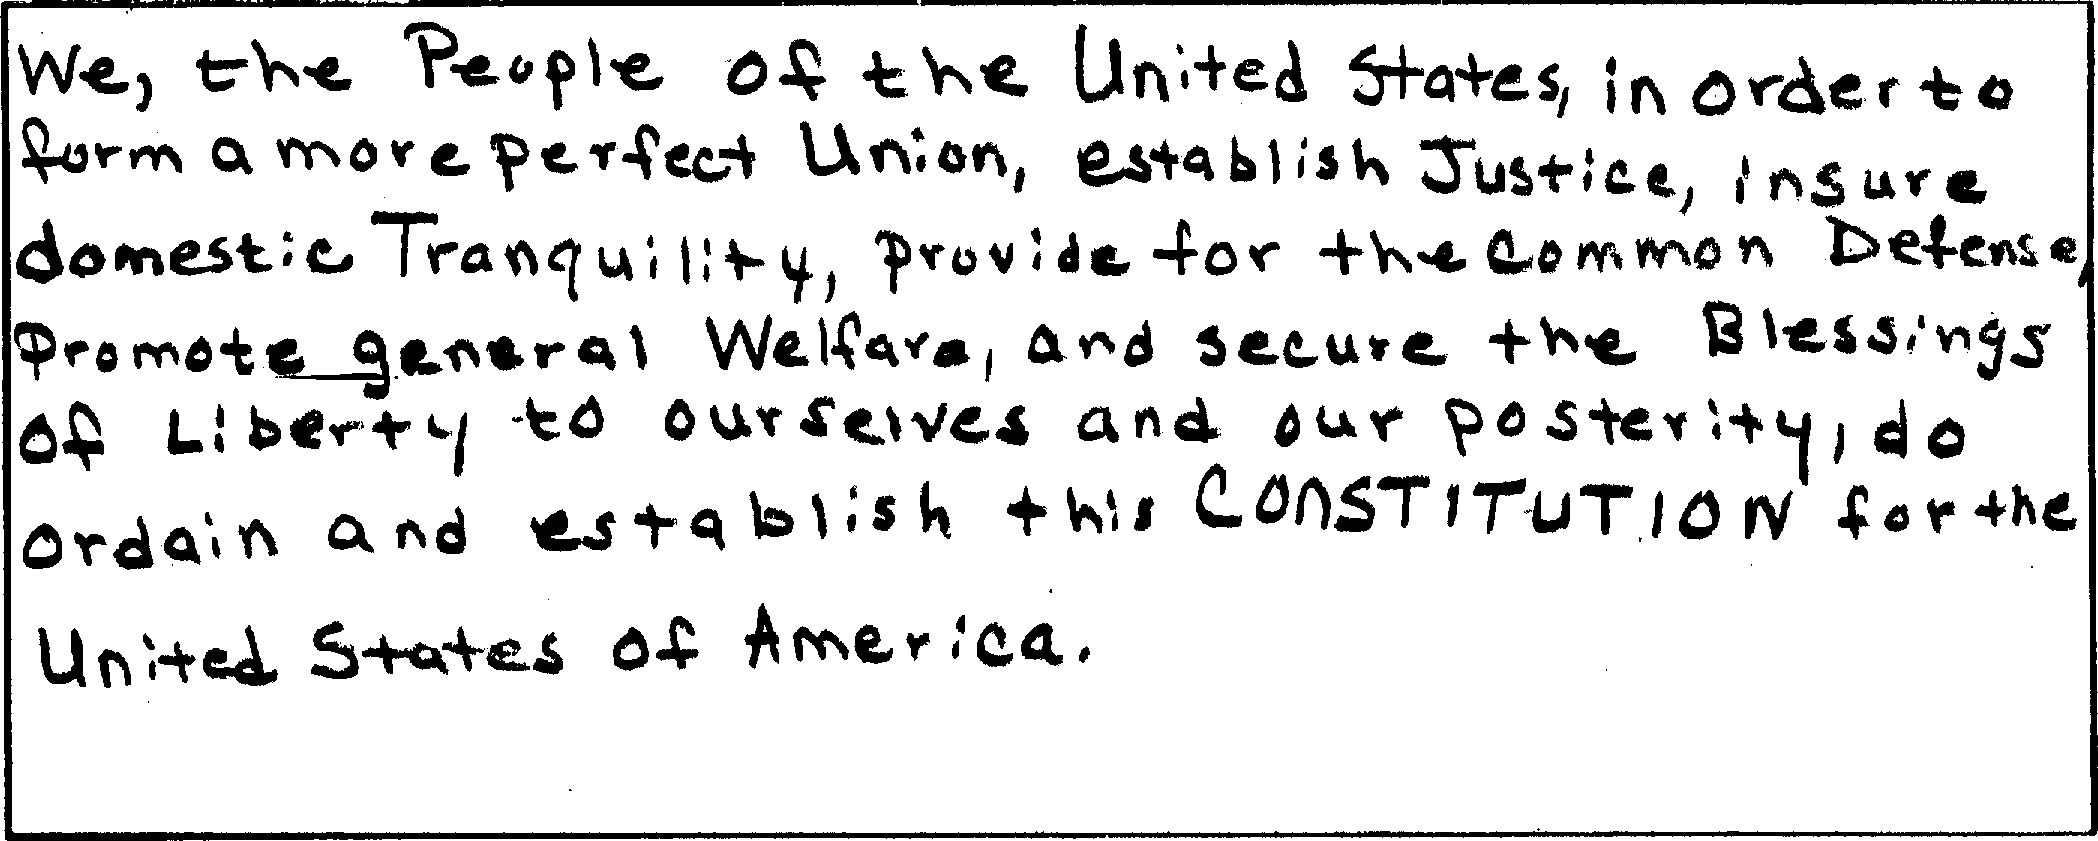 We, the People of the United States, in order to
form a more perfect Union, establish Justice, insure
domestic Tranquility, provide for the common Defense,
promote general Welfare, and secure the Blessings
of Liberty to ourselves and our posterity, do
ordain and establish this CONSTITUTION for the
United States of America.